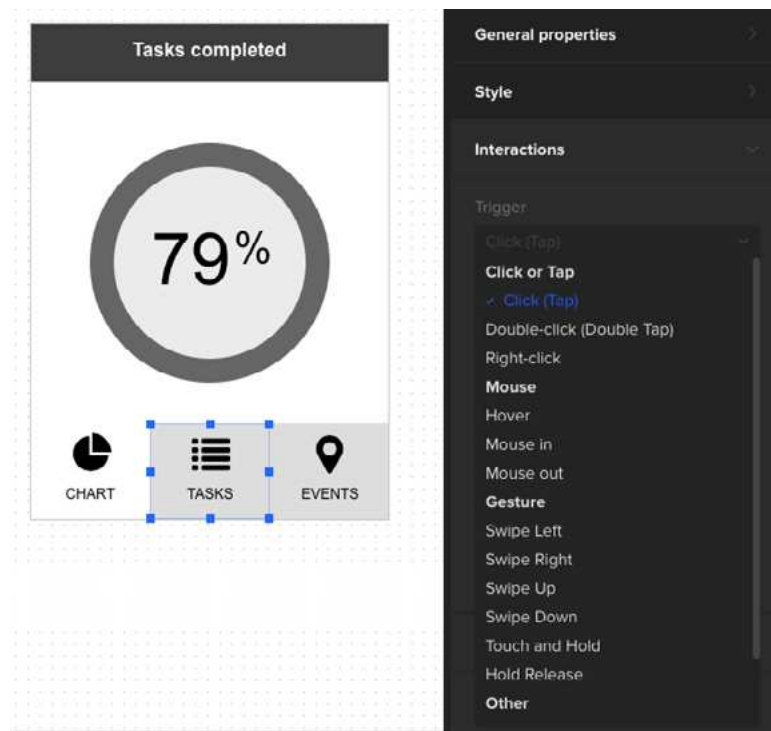 Tasks completed
79%
CHART
TASKS
EVENTS
General properties
Style
Interactions
Trigger
Click (Tap)
Click or Tap
✓ Click (Tap)
Double-click (Double Tap)
Right-click
Mouse
Hover
Mouse in
Mouse out
Gesture
Swipe Left
Swipe Right
Swipe Up
Swipe Down
Touch and Hold
Hold Release
Other